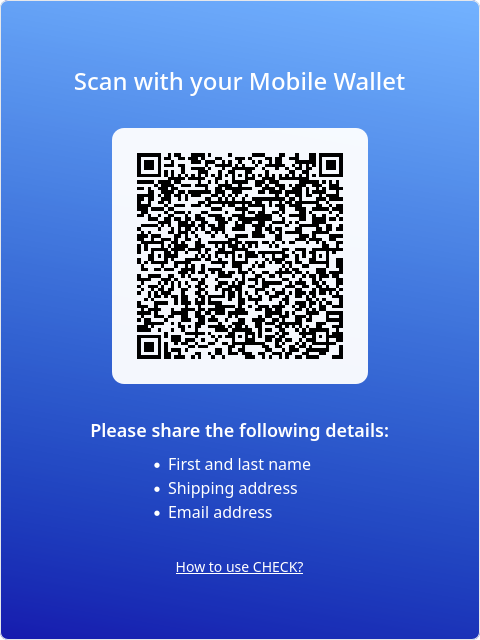 Scan with your Mobile Wallet
Please share the following details:
• First and last name
• Shipping address
• Email address
How to use CHECK?